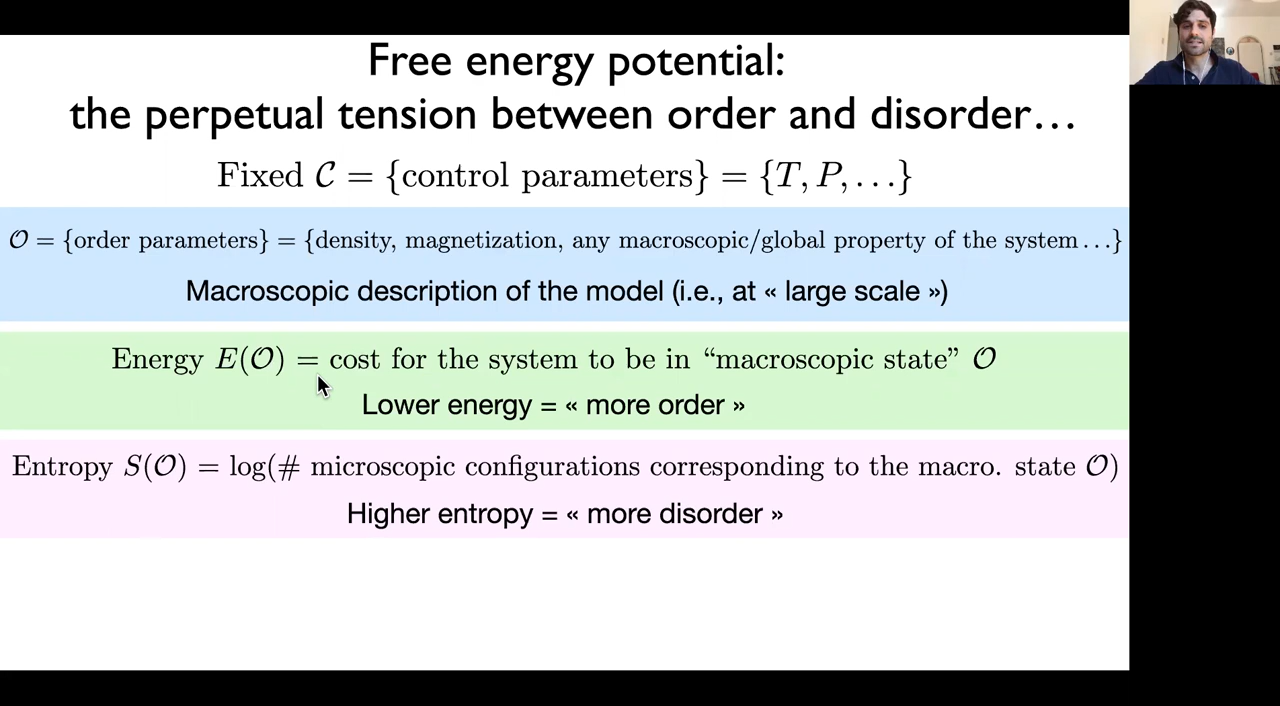 Free energy potential:
the perpetual tension between order and disorder…
Fixed 𝒞 = {control parameters} = {T, P, …}
𝒪 = {order parameters} = {density, magnetization, any macroscopic/global property of the system …}
Macroscopic description of the model (i.e., at « large scale »)
Energy E(𝒪) = cost for the system to be in “macroscopic state” 𝒪
Lower energy = « more order »
Entropy S(𝒪) = log(# microscopic configurations corresponding to the macro. state 𝒪)
Higher entropy = « more disorder »